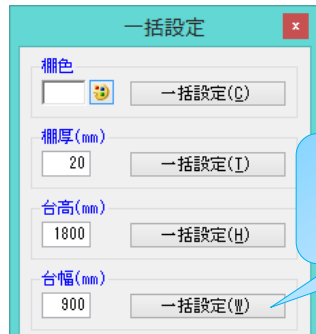 一括設定
x
棚色
一括設定(C)
棚厚(mm)
20
一括設定(I)
台高(mm)
1800
一括設定(H)
台幅(mm)
900
一括設定(W)